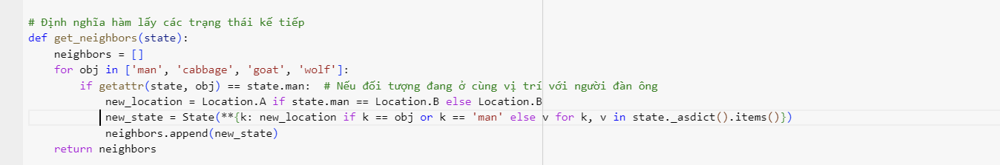 # Định nghĩa hàm lấy các trạng thái kế tiếp
def get_neighbors(state):
    neighbors = []
    for obj in ['man', 'cabbage', 'goat', 'wolf']:
        if getattr(state, obj) == state.man:  # Nếu đối tượng đang ở cùng vị trí với người đàn ông
            new_location = Location.A if state.man == Location.B else Location.B
            new_state = State(**{k: new_location if k == obj or k == 'man' else v for k, v in state._asdict().items()})
            neighbors.append(new_state)
    return neighbors